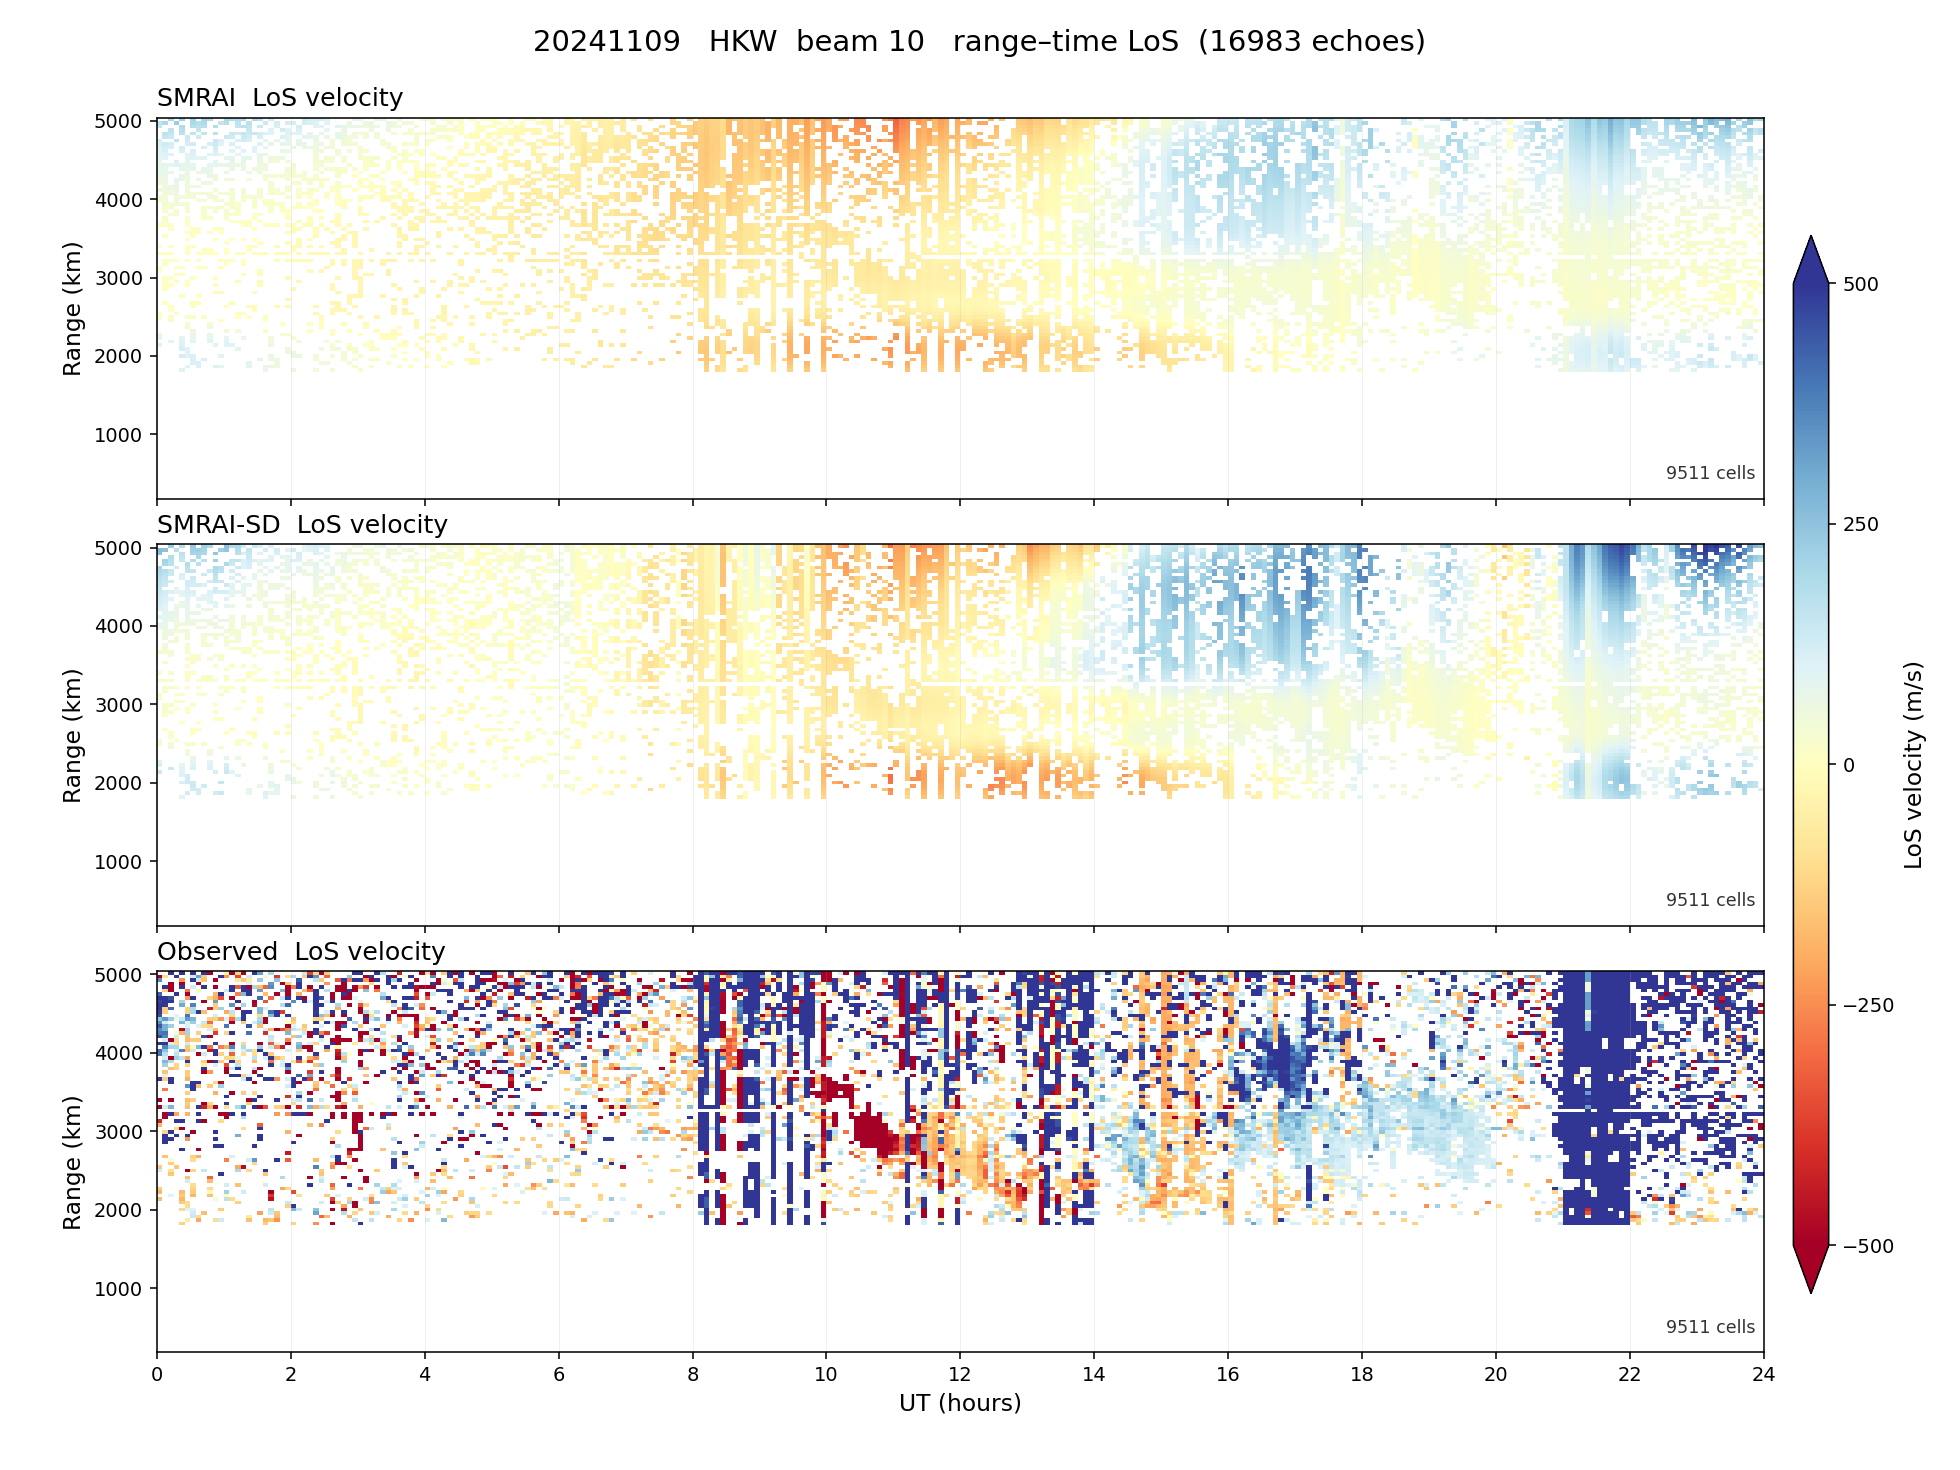 20241109   HKW  beam 10   range–time LoS  (16983 echoes)
SMRAI  LoS velocity
5000
4000
3000
2000
1000
Range (km)
9511 cells
SMRAI-SD  LoS velocity
5000
4000
3000
2000
1000
Range (km)
9511 cells
Observed  LoS velocity
5000
4000
3000
2000
1000
Range (km)
9511 cells
0 2 4 6 8 10 12 14 16 18 20 22 24
UT (hours)
500
250
0
−250
−500
LoS velocity (m/s)